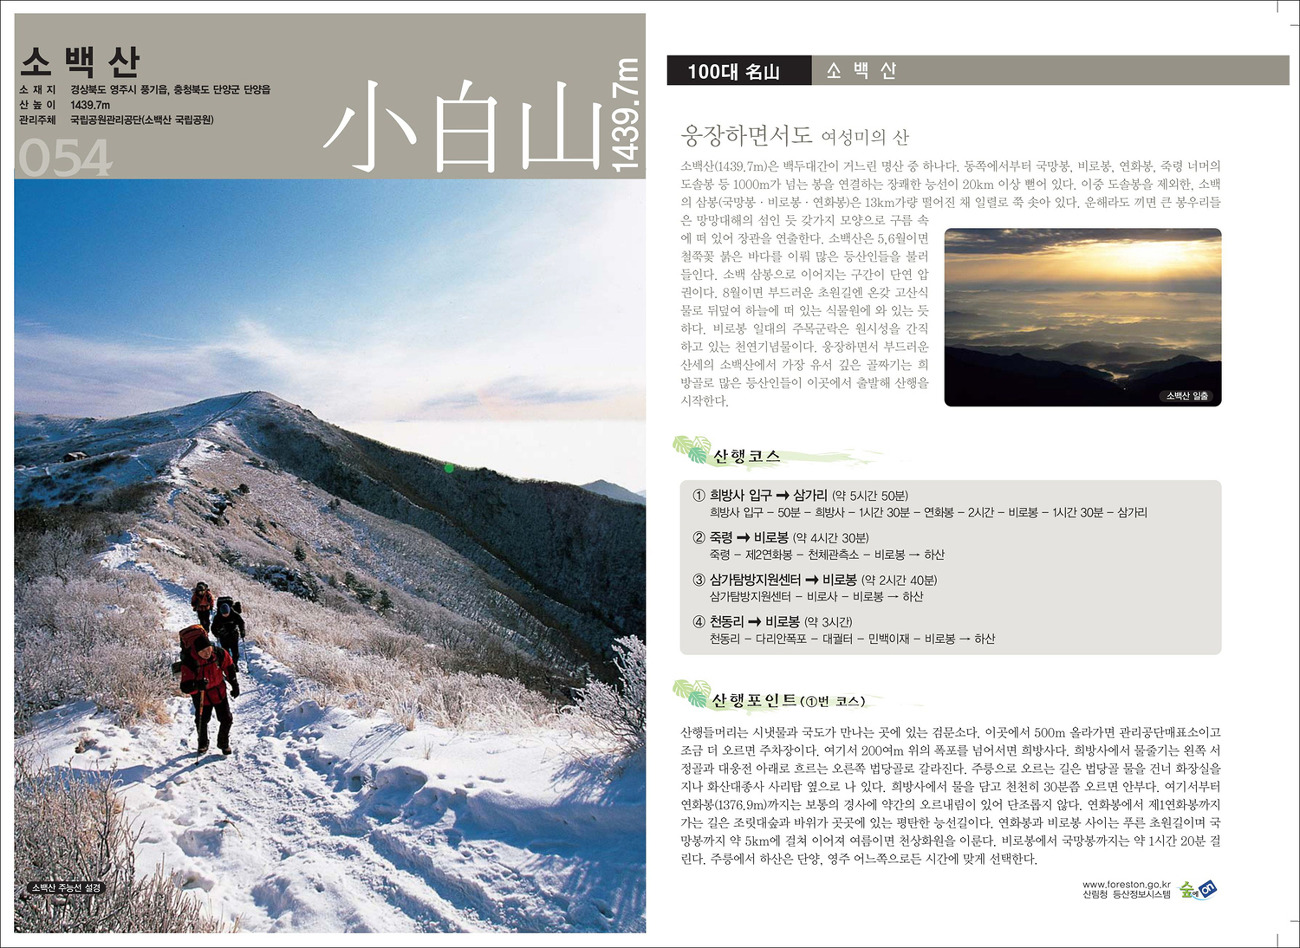 소백산
소 재 지 경상북도 영주시 풍기읍, 충청북도 단양군 단양읍
산 높 이 1439.7m
관리주체 국립공원관리공단(소백산 국립공원)
054
小白山
1439.7m
소백산 주능선 설경
100대 名山 소 백 산
웅장하면서도 여성미의 산
소백산(1439.7m)은 백두대간이 거느린 명산 중 하나다. 동쪽에서부터 국망봉, 비로봉, 연화봉, 죽령 너머의
도솔봉 등 1000m가 넘는 봉을 연결하는 장쾌한 능선이 20km 이상 뻗어 있다. 이중 도솔봉을 제외한, 소백
의 삼봉(국망봉 · 비로봉 · 연화봉)은 13km가량 떨어진 채 일렬로 쭉 솟아 있다. 운해라도 끼면 큰 봉우리들
은 망망대해의 섬인 듯 갖가지 모양으로 구름 속
에 떠 있어 장관을 연출한다. 소백산은 5,6월이면
철쭉꽃 붉은 바다를 이뤄 많은 등산인들을 불러
들인다. 소백 삼봉으로 이어지는 구간이 단연 압
권이다. 8월이면 부드러운 초원길엔 온갖 고산식
물로 뒤덮여 하늘에 떠 있는 식물원에 와 있는 듯
하다. 비로봉 일대의 주목군락은 원시성을 간직
하고 있는 천연기념물이다. 웅장하면서 부드러운
산세의 소백산에서 가장 유서 깊은 골짜기는 희
방골로 많은 등산인들이 이곳에서 출발해 산행을
시작한다.
소백산 일출
산행코스
① 희방사 입구 ➞ 삼가리 (약 5시간 50분)
희방사 입구 – 50분 – 희방사 – 1시간 30분 – 연화봉 – 2시간 – 비로봉 – 1시간 30분 – 삼가리
② 죽령 ➞ 비로봉 (약 4시간 30분)
죽령 – 제2연화봉 – 천체관측소 – 비로봉 → 하산
③ 삼가탐방지원센터 ➞ 비로봉 (약 2시간 40분)
삼가탐방지원센터 – 비로사 – 비로봉 → 하산
④ 천동리 ➞ 비로봉 (약 3시간)
천동리 – 다리안폭포 – 대궐터 – 민백이재 – 비로봉 → 하산
산행포인트(①번 코스)
산행들머리는 시냇물과 국도가 만나는 곳에 있는 검문소다. 이곳에서 500m 올라가면 관리공단매표소이고
조금 더 오르면 주차장이다. 여기서 200여m 위의 폭포를 넘어서면 희방사다. 희방사에서 물줄기는 왼쪽 서
정골과 대웅전 아래로 흐르는 오른쪽 법당골로 갈라진다. 주릉으로 오르는 길은 법당골 물을 건너 화장실을
지나 화산대종사 사리탑 옆으로 나 있다. 희방사에서 물을 담고 천천히 30분쯤 오르면 안부다. 여기서부터
연화봉(1376.9m)까지는 보통의 경사에 약간의 오르내림이 있어 단조롭지 않다. 연화봉에서 제1연화봉까지
가는 길은 조릿대숲과 바위가 곳곳에 있는 평탄한 능선길이다. 연화봉과 비로봉 사이는 푸른 초원길이며 국
망봉까지 약 5km에 걸쳐 이어져 여름이면 천상화원을 이룬다. 비로봉에서 국망봉까지는 약 1시간 20분 걸
린다. 주릉에서 하산은 단양, 영주 어느쪽으로든 시간에 맞게 선택한다.
www.foreston.go.kr
산림청 등산정보시스템
숲에on